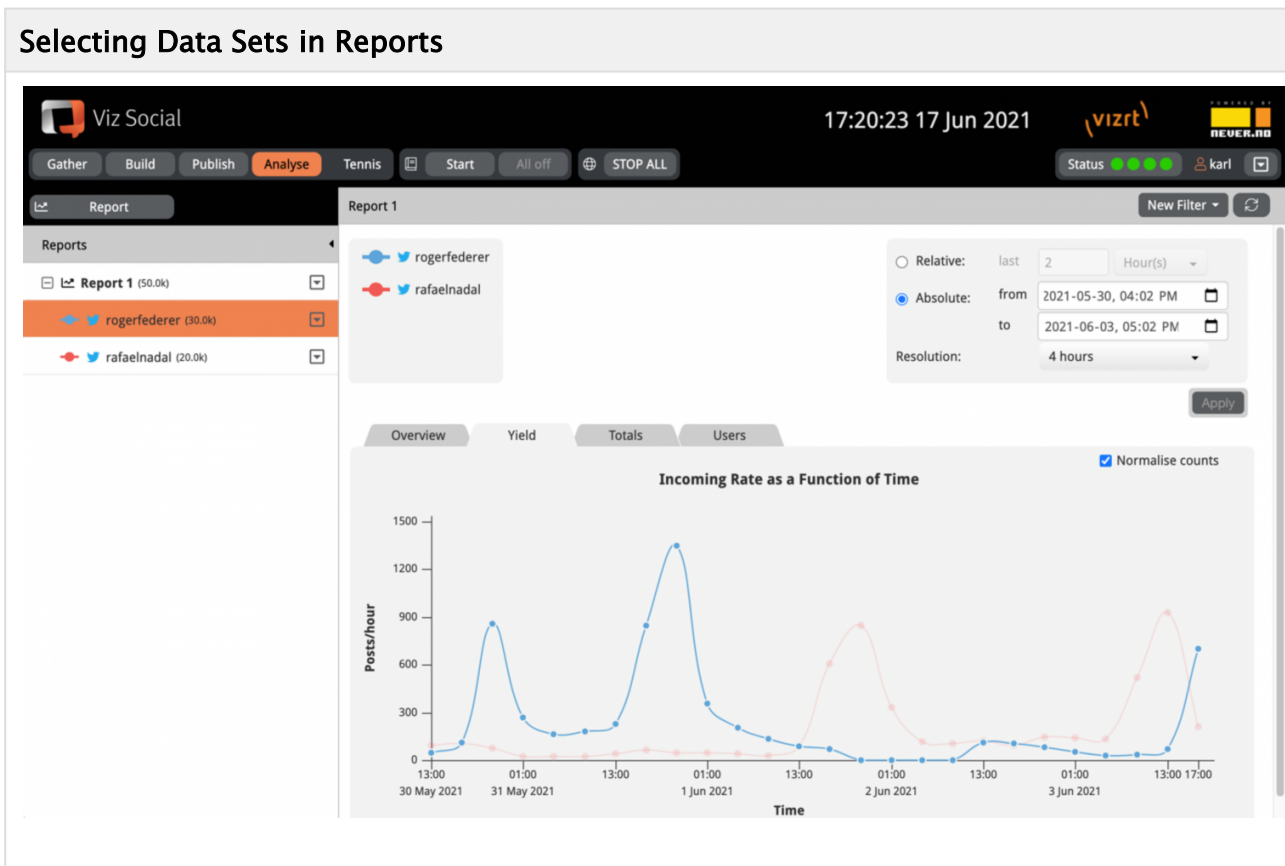 Selecting Data Sets in Reports
Viz Social
17:20:23 17 Jun 2021
vizrt
POWERED BY
NEVER.NO
Gather Build Publish Analyse Tennis Start All off STOP ALL Status karl
Report
Report 1
New Filter
Reports
Report 1 (50.0k)
rogerfederer (30.0k)
rafaelnadal (20.0k)
rogerfederer
rafaelnadal
Relative: last 2 Hour(s)
Absolute: from 2021-05-30, 04:02 PM
to 2021-06-03, 05:02 PM
Resolution: 4 hours
Apply
Overview Yield Totals Users
Normalise counts
Incoming Rate as a Function of Time
Posts/hour
1500
1200
900
600
300
0
13:00 01:00 13:00 01:00 13:00 01:00 13:00 01:00 13:00 17:00
30 May 2021 31 May 2021 1 Jun 2021 2 Jun 2021 3 Jun 2021
Time